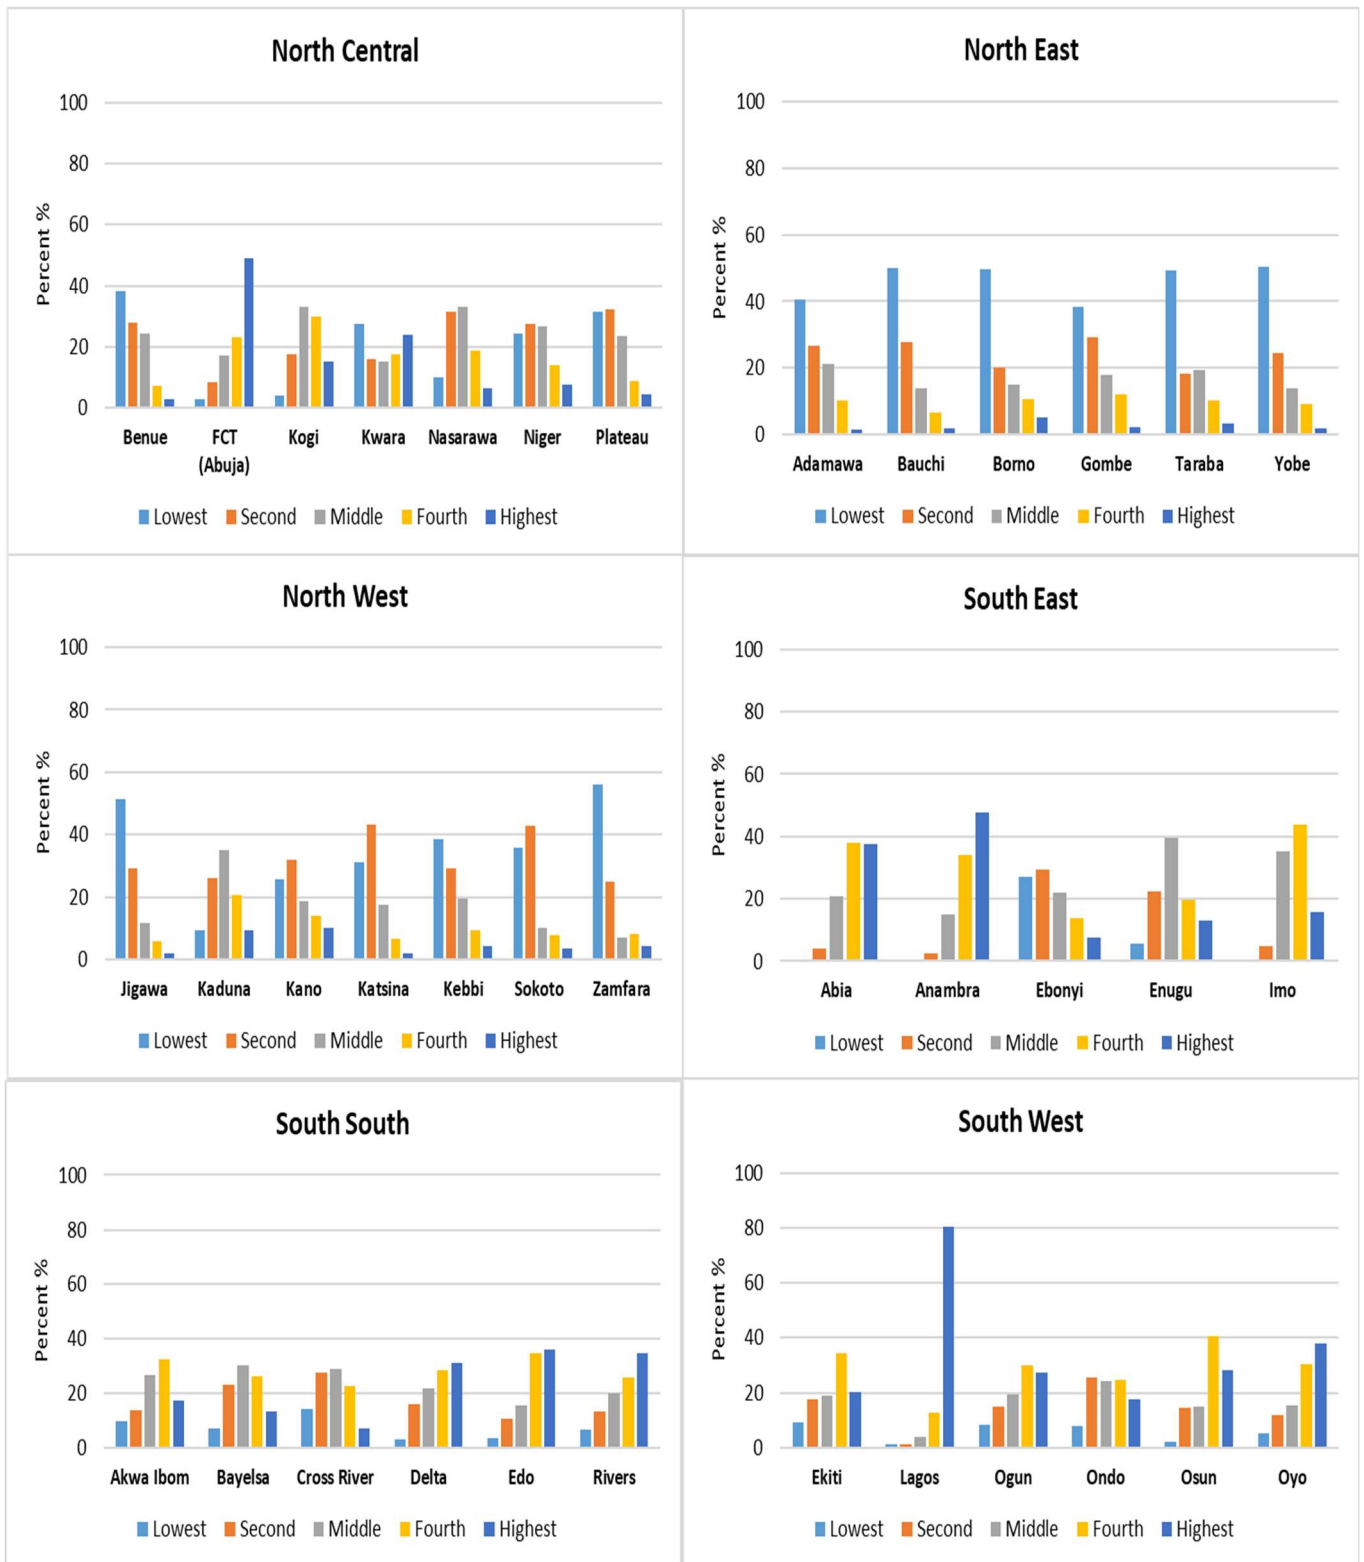 North Central
Percent %
100
80
60
40
20
0
Benue FCT (Abuja) Kogi Kwara Nasarawa Niger Plateau
Lowest Second Middle Fourth Highest
North East
Percent %
100
80
60
40
20
0
Adamawa Bauchi Borno Gombe Taraba Yobe
Lowest Second Middle Fourth Highest
North West
Percent %
100
80
60
40
20
0
Jigawa Kaduna Kano Katsina Kebbi Sokoto Zamfara
Lowest Second Middle Fourth Highest
South East
Percent %
100
80
60
40
20
0
Abia Anambra Ebonyi Enugu Imo
Lowest Second Middle Fourth Highest
South South
Percent %
100
80
60
40
20
0
Akwa Ibom Bayelsa Cross River Delta Edo Rivers
Lowest Second Middle Fourth Highest
South West
Percent %
100
80
60
40
20
0
Ekiti Lagos Ogun Ondo Osun Oyo
Lowest Second Middle Fourth Highest